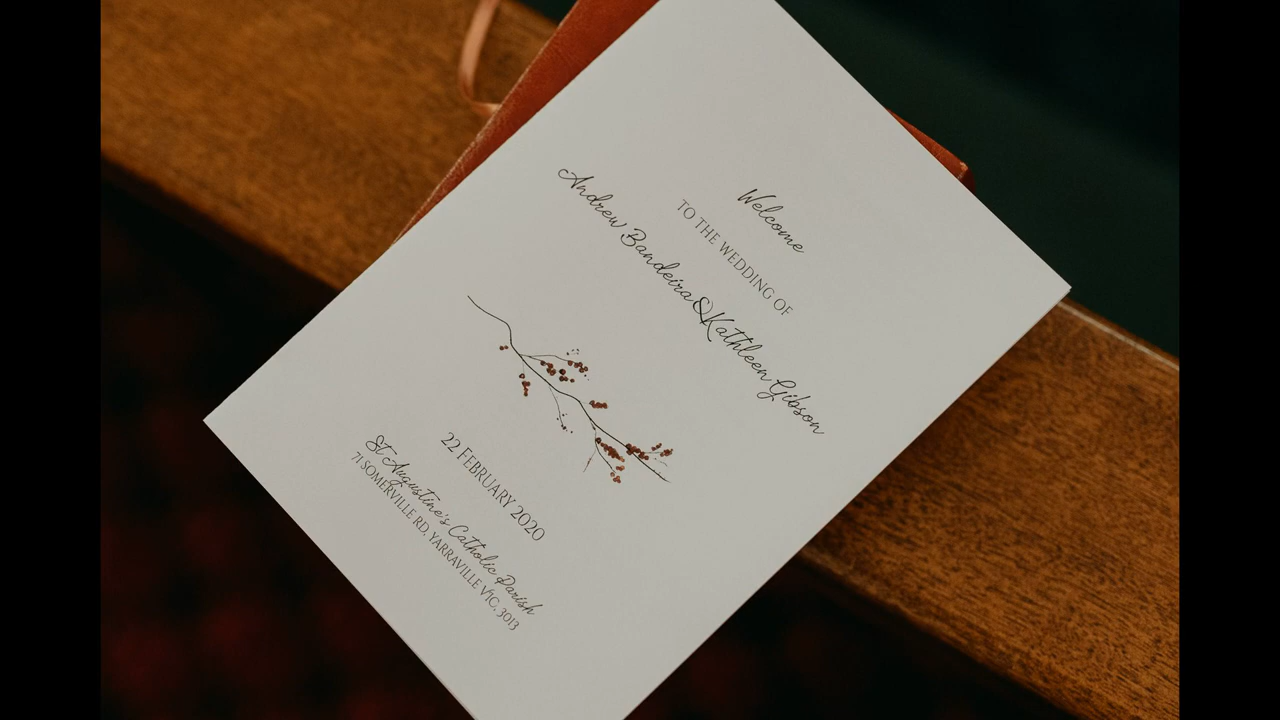 Welcome
TO THE WEDDING OF
Andrew Bandeira & Kathleen Gibson
22 FEBRUARY 2020
St Augustine's Catholic Parish
71 SOMERVILLE RD, YARRAVILLE VIC, 3013